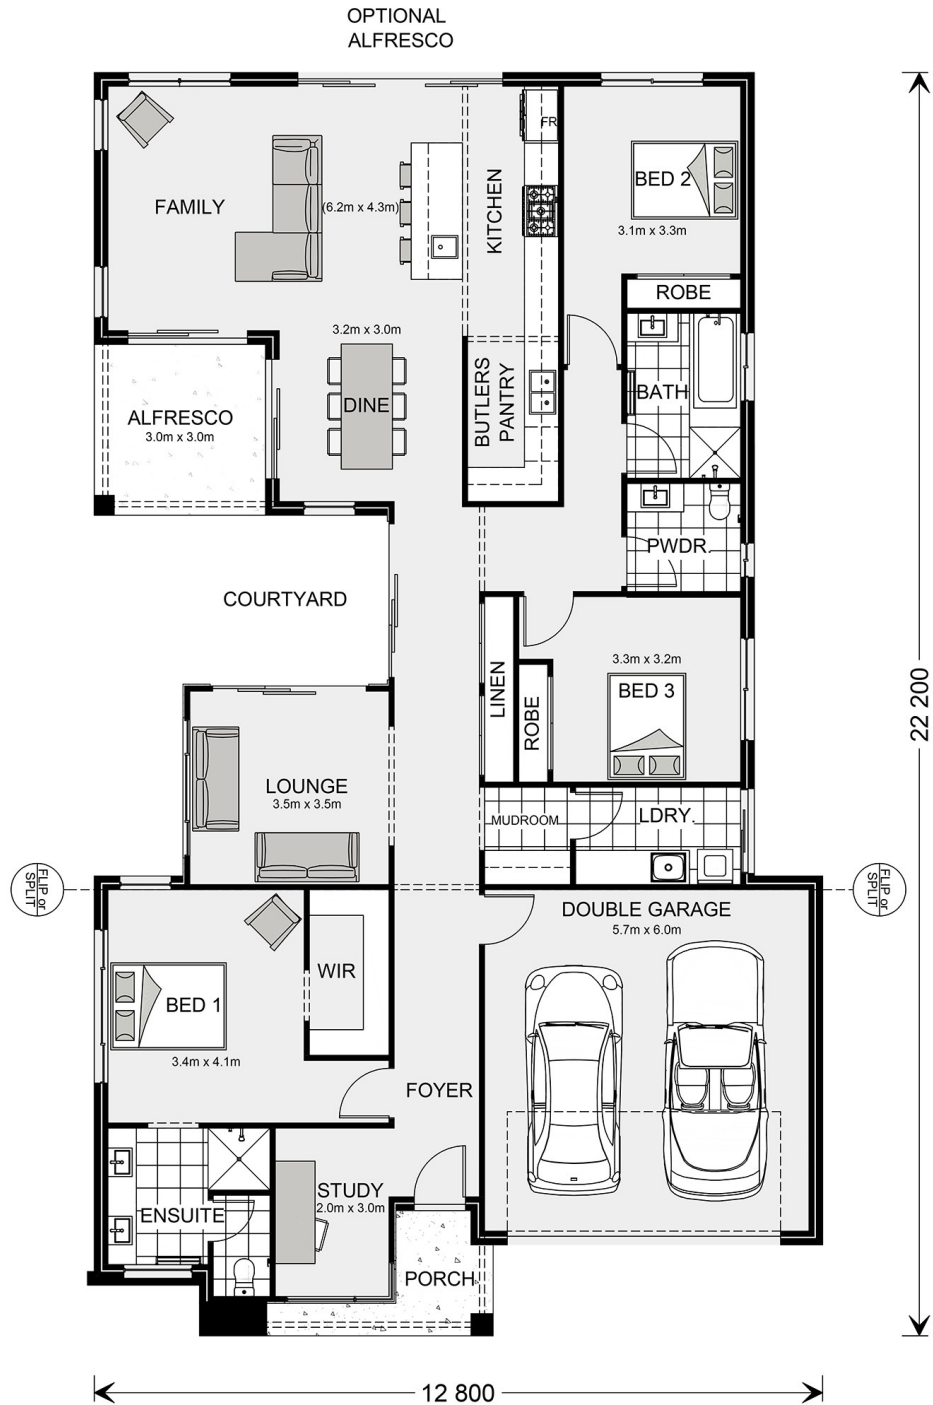 OPTIONAL
ALFRESCO
FR
KITCHEN
BED 2
FAMILY
(6.2m x 4.3m)
3.1m x 3.3m
ROBE
3.2m x 3.0m
BUTLERS
PANTRY
BATH
DINE
ALFRESCO
3.0m x 3.0m
PWDR.
COURTYARD
3.3m x 3.2m
BED 3
LINEN
ROBE
22 200
LOUNGE
3.5m x 3.5m
MUDROOM
LDRY.
FLIP or
SPLIT
FLIP or
SPLIT
DOUBLE GARAGE
5.7m x 6.0m
WIR
BED 1
3.4m x 4.1m
FOYER
STUDY
2.0m x 3.0m
ENSUITE
PORCH
12 800